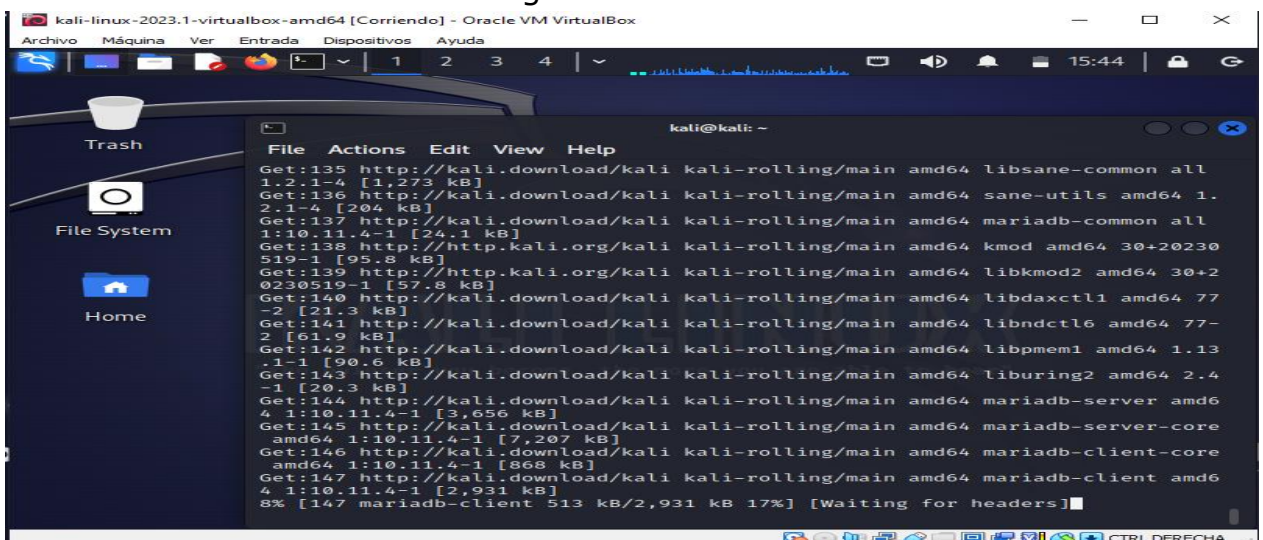 kali-linux-2023.1-virtualbox-amd64 [Corriendo] - Oracle VM VirtualBox
Archivo Máquina Ver Entrada Dispositivos Ayuda
1 2 3 4 15:44
Trash
File System
Home
kali@kali: ~
File Actions Edit View Help
Get:135 http://kali.download/kali kali-rolling/main amd64 libsane-common all
1.2.1-4 [1,273 kB]
Get:136 http://kali.download/kali kali-rolling/main amd64 sane-utils amd64 1.
2.1-4 [204 kB]
Get:137 http://kali.download/kali kali-rolling/main amd64 mariadb-common all
1:10.11.4-1 [24.1 kB]
Get:138 http://http.kali.org/kali kali-rolling/main amd64 kmod amd64 30+20230
519-1 [95.8 kB]
Get:139 http://http.kali.org/kali kali-rolling/main amd64 libkmod2 amd64 30+2
0230519-1 [57.8 kB]
Get:140 http://kali.download/kali kali-rolling/main amd64 libdaxctl1 amd64 77
-2 [21.3 kB]
Get:141 http://kali.download/kali kali-rolling/main amd64 libndctl6 amd64 77-
2 [61.9 kB]
Get:142 http://kali.download/kali kali-rolling/main amd64 libpmem1 amd64 1.13
.1-1 [90.6 kB]
Get:143 http://kali.download/kali kali-rolling/main amd64 liburing2 amd64 2.4
-1 [20.3 kB]
Get:144 http://kali.download/kali kali-rolling/main amd64 mariadb-server amd6
4 1:10.11.4-1 [3,656 kB]
Get:145 http://kali.download/kali kali-rolling/main amd64 mariadb-server-core
amd64 1:10.11.4-1 [7,207 kB]
Get:146 http://kali.download/kali kali-rolling/main amd64 mariadb-client-core
amd64 1:10.11.4-1 [868 kB]
Get:147 http://kali.download/kali kali-rolling/main amd64 mariadb-client amd6
4 1:10.11.4-1 [2,931 kB]
8% [147 mariadb-client 513 kB/2,931 kB 17%] [Waiting for headers]
CTRL DERECHA